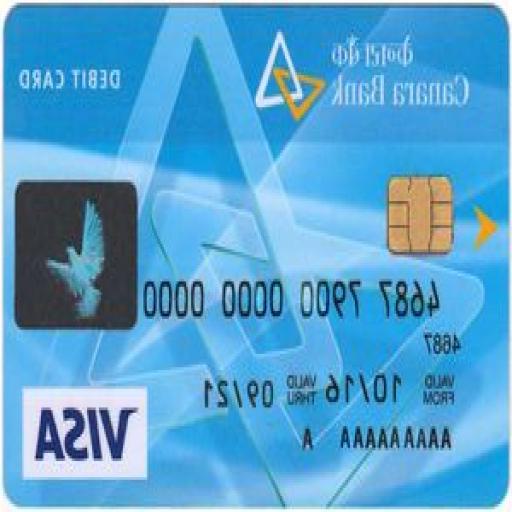 केनरा बैंक
Canara Bank
DEBIT CARD
4687 7900 0000 0000
4687
VALID FROM 10/16 VALID THRU 09/21
AAAAAAAAA A
VISA